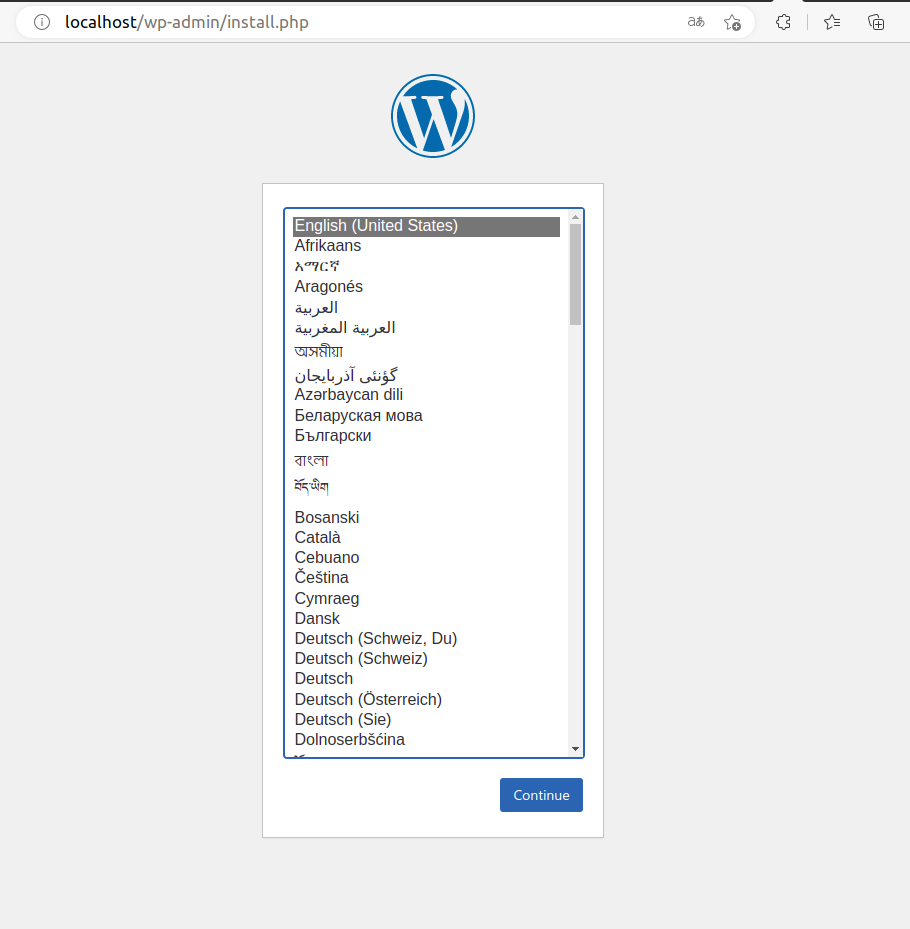 localhost/wp-admin/install.php
English (United States)
Afrikaans
አማርኛ
Aragonés
العربية
العربية المغربية
অসমীয়া
گؤنئی آذربایجان
Azərbaycan dili
Беларуская мова
Български
বাংলা
བོད་ཡིག
Bosanski
Català
Cebuano
Čeština
Cymraeg
Dansk
Deutsch (Schweiz, Du)
Deutsch (Schweiz)
Deutsch
Deutsch (Österreich)
Deutsch (Sie)
Dolnoserbšćina
Continue